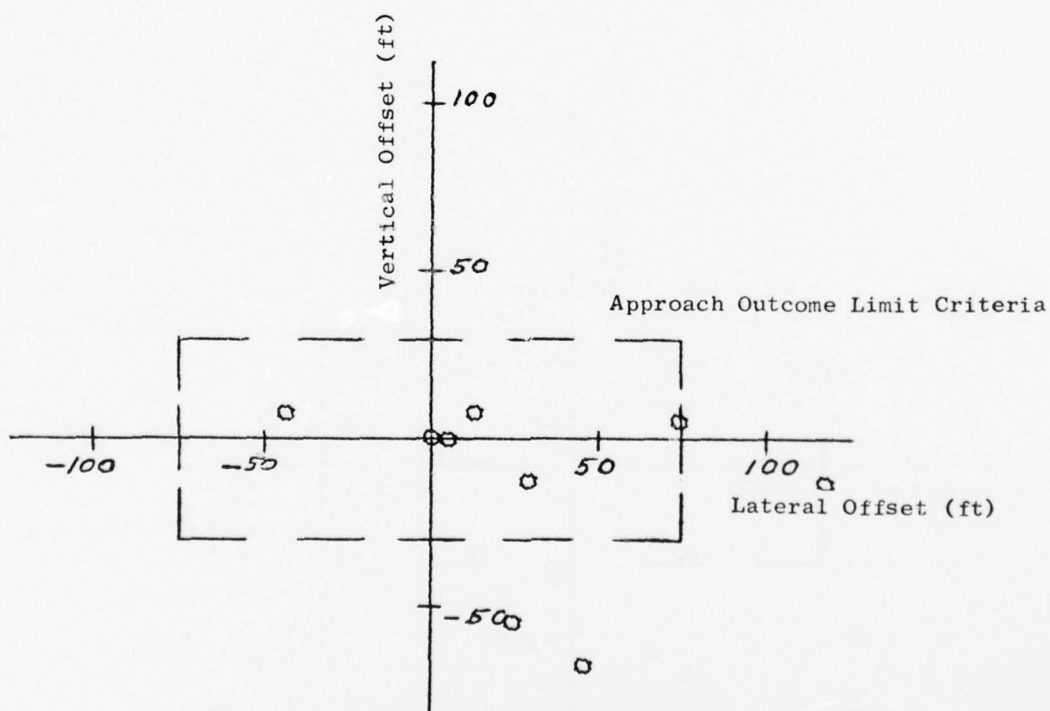 Vertical Offset (ft)
100
50
Approach Outcome Limit Criteria
-100
-50
50
100
Lateral Offset (ft)
-50